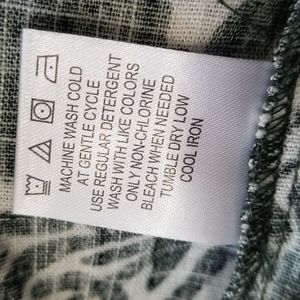 MACHINE WASH COLD
AT GENTLE CYCLE
USE REGULAR DETERGENT
WASH WITH LIKE COLORS
ONLY NON-CHLORINE
BLEACH WHEN NEEDED
TUMBLE DRY LOW
COOL IRON